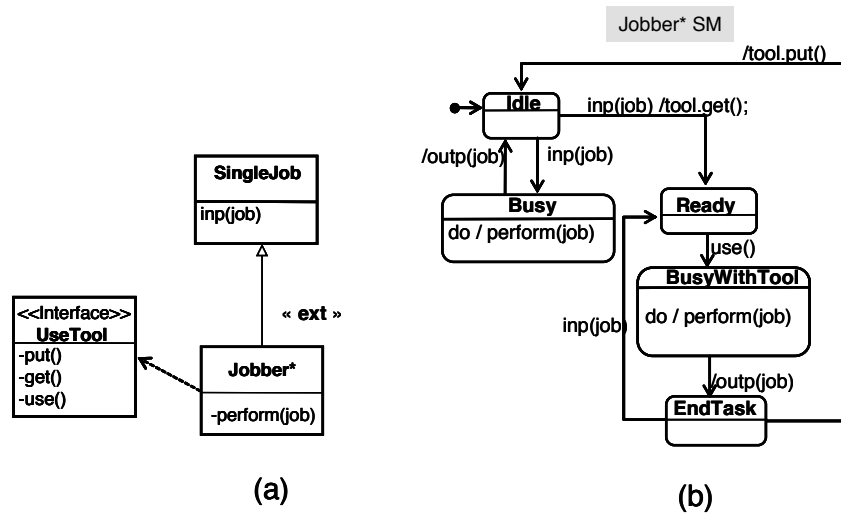 SingleJob
inp(job)
« ext »
<<Interface>>
UseTool
-put()
-get()
-use()
Jobber*
-perform(job)
(a)
Jobber* SM
/tool.put()
Idle
inp(job) /tool.get();
/outp(job)
inp(job)
Busy
do / perform(job)
Ready
use()
BusyWithTool
do / perform(job)
inp(job)
/outp(job)
EndTask
(b)